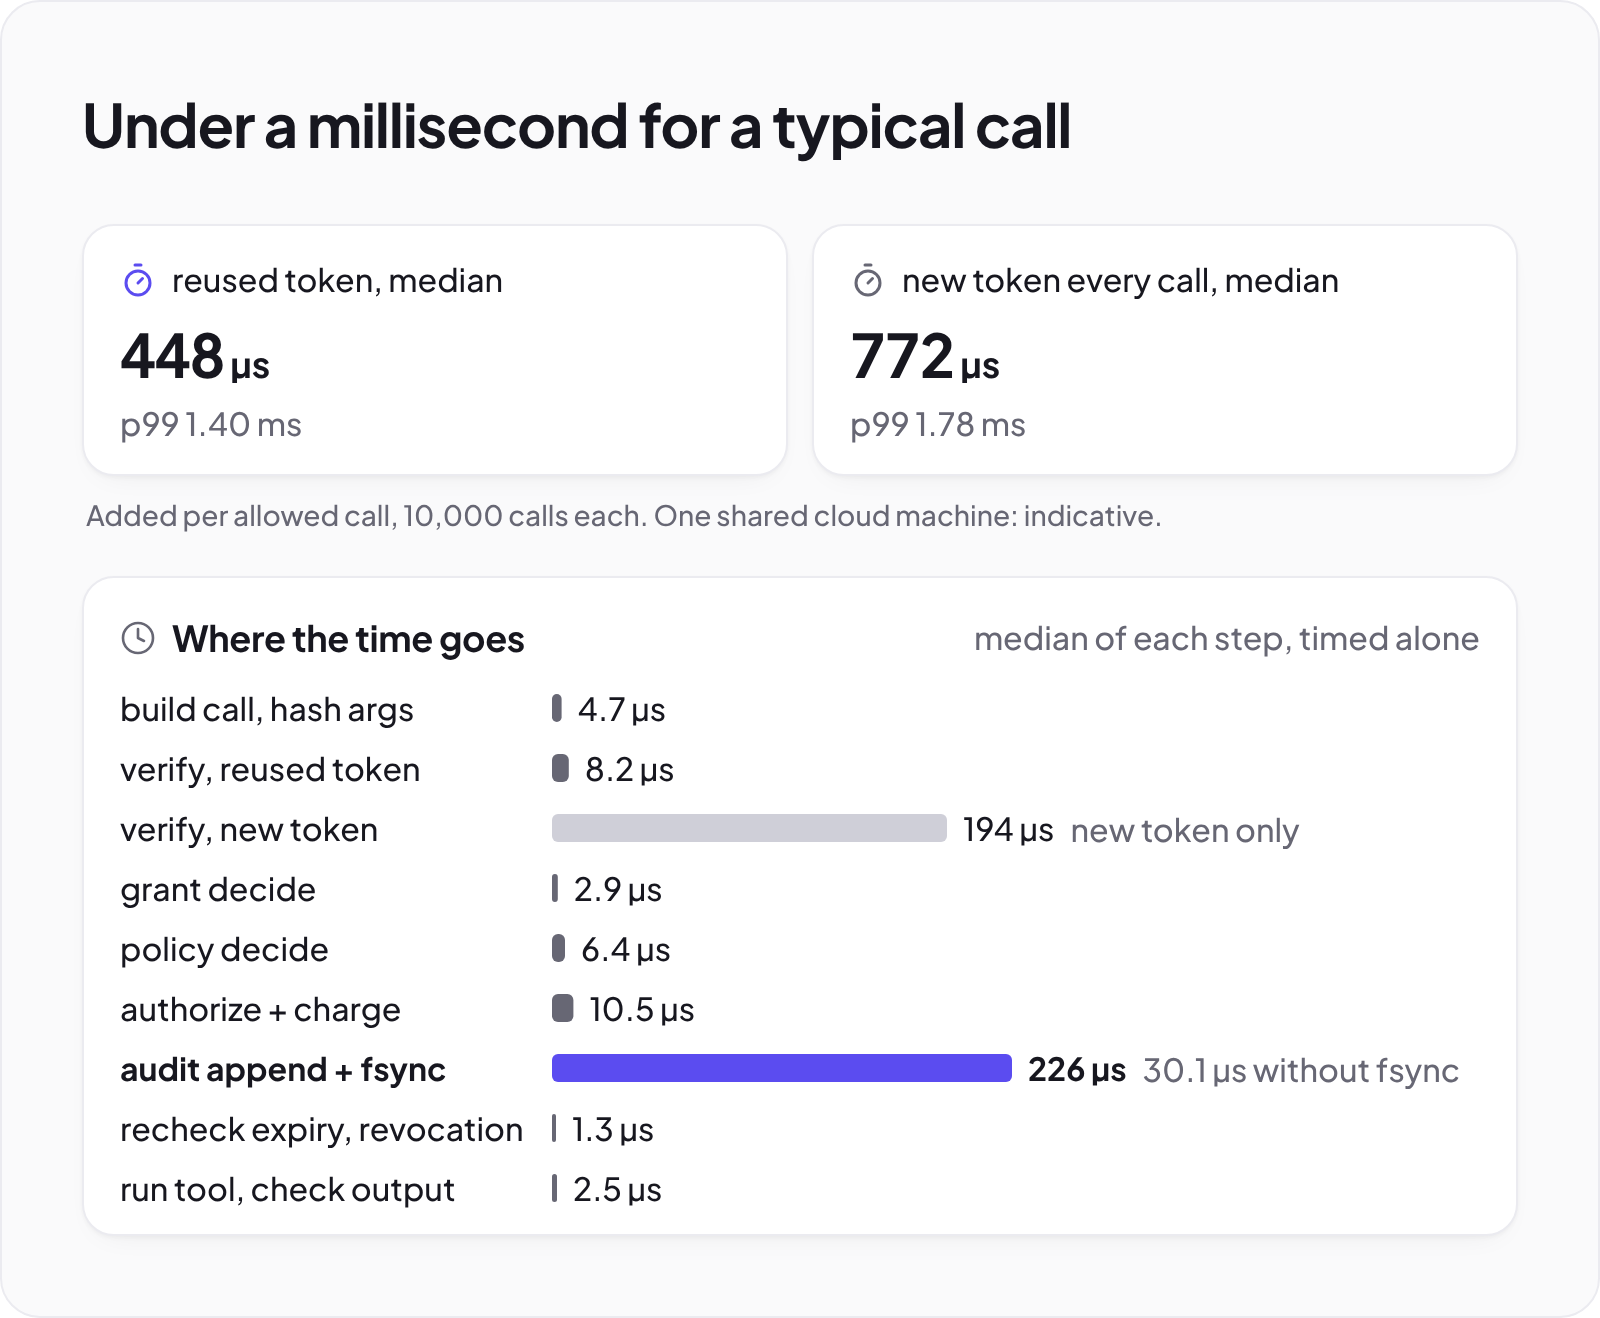 Under a millisecond for a typical call
reused token, median
448 µs
p99 1.40 ms
new token every call, median
772 µs
p99 1.78 ms
Added per allowed call, 10,000 calls each. One shared cloud machine: indicative.
Where the time goes
median of each step, timed alone
build call, hash args 4.7 µs
verify, reused token 8.2 µs
verify, new token 194 µs new token only
grant decide 2.9 µs
policy decide 6.4 µs
authorize + charge 10.5 µs
audit append + fsync 226 µs 30.1 µs without fsync
recheck expiry, revocation 1.3 µs
run tool, check output 2.5 µs